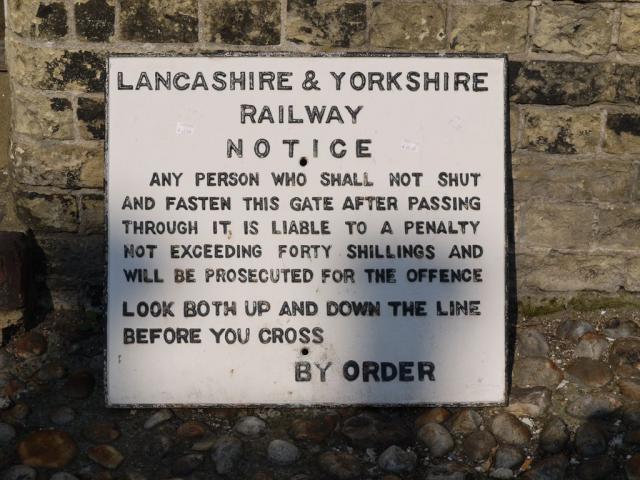 LANCASHIRE & YORKSHIRE
RAILWAY
NOTICE
ANY PERSON WHO SHALL NOT SHUT
AND FASTEN THIS GATE AFTER PASSING
THROUGH IT IS LIABLE TO A PENALTY
NOT EXCEEDING FORTY SHILLINGS AND
WILL BE PROSECUTED FOR THE OFFENCE
LOOK BOTH UP AND DOWN THE LINE
BEFORE YOU CROSS
BY ORDER